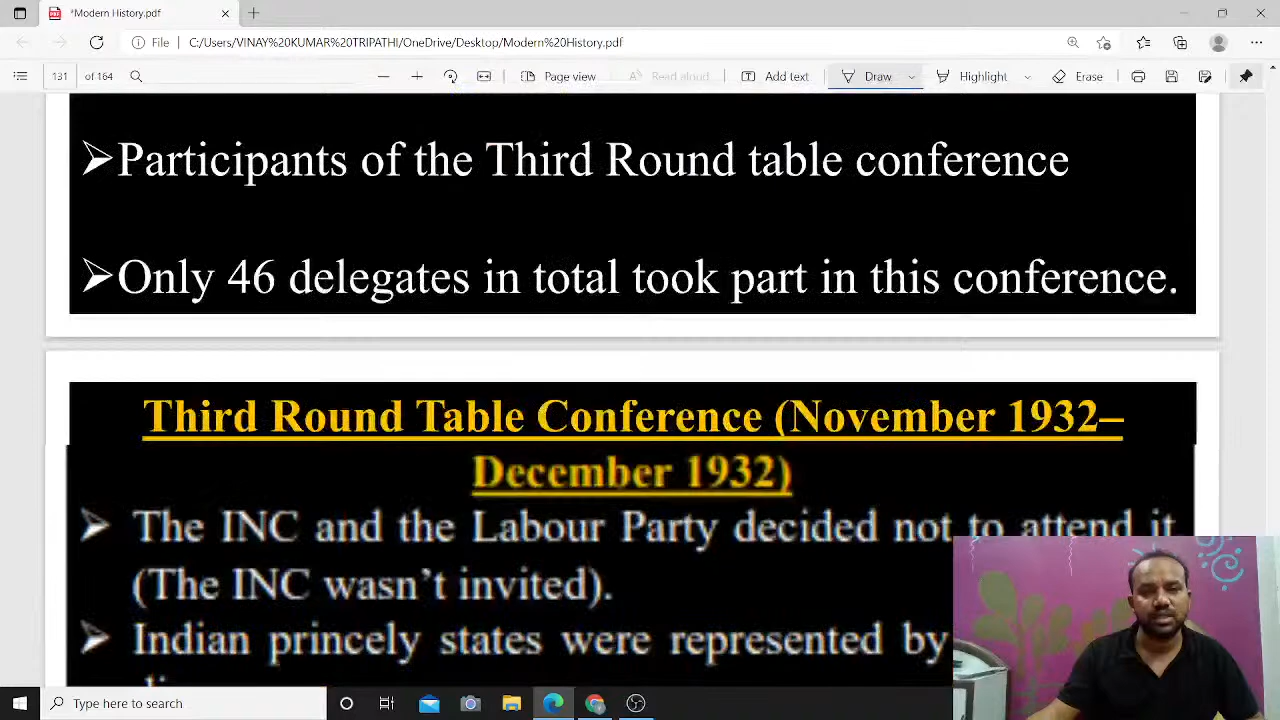 *Modern History.pdf
File | C:/Users/VINAY%20KUMAR%20TRIPATHI/OneDrive/Desktop/Modern%20History.pdf
131 of 164 Page view Read aloud Add text Draw Highlight Erase
➢Participants of the Third Round table conference
➢Only 46 delegates in total took part in this conference.
Third Round Table Conference (November 1932–
December 1932)
➢ The INC and the Labour Party decided not to attend it
(The INC wasn't invited).
➢ Indian princely states were represented by
Type here to search